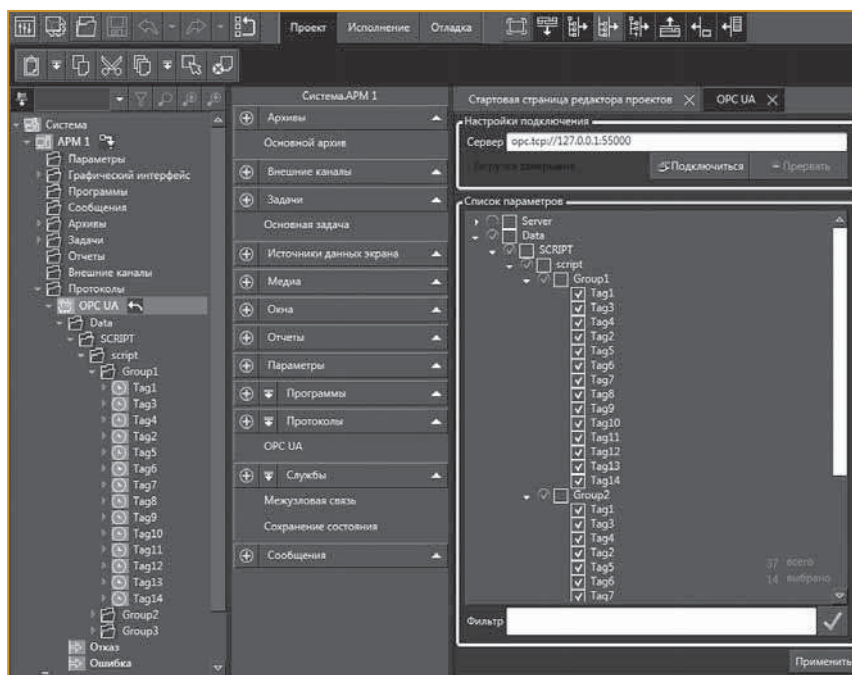 Проект
Исполнение
Отладка
Система
АРМ 1
Параметры
Графический интерфейс
Программы
Сообщения
Архивы
Задачи
Отчеты
Внешние каналы
Протоколы
OPC UA
Data
SCRIPT
script
Group1
Tag1
Tag3
Tag4
Tag2
Tag5
Tag6
Tag7
Tag8
Tag9
Tag10
Tag11
Tag12
Tag13
Tag14
Group2
Group3
Отказ
Ошибка
Система.АРМ 1
Архивы
Основной архив
Внешние каналы
Задачи
Основная задача
Источники данных экрана
Медиа
Окна
Отчеты
Параметры
Программы
Протоколы
OPC UA
Службы
Межузловая связь
Сохранение состояния
Сообщения
Стартовая страница редактора проектов
OPC UA
Настройки подключения
Сервер opc.tcp://127.0.0.1:55000
Загрузка завершена
Подключиться
Прервать
Список параметров
Server
Data
SCRIPT
script
Group1
Tag1
Tag3
Tag4
Tag2
Tag5
Tag6
Tag7
Tag8
Tag9
Tag10
Tag11
Tag12
Tag13
Tag14
Group2
Tag1
Tag3
Tag4
Tag2
Tag5
Tag6
Tag7
37 всего
14 выбрано
Фильтр
Применить